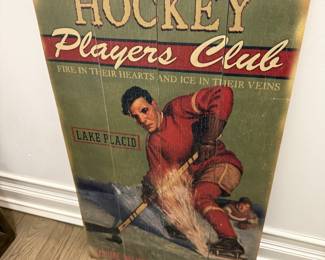 HOCKEY
Players Club
FIRE IN THEIR HEARTS AND ICE IN THEIR VEINS
LAKE PLACID